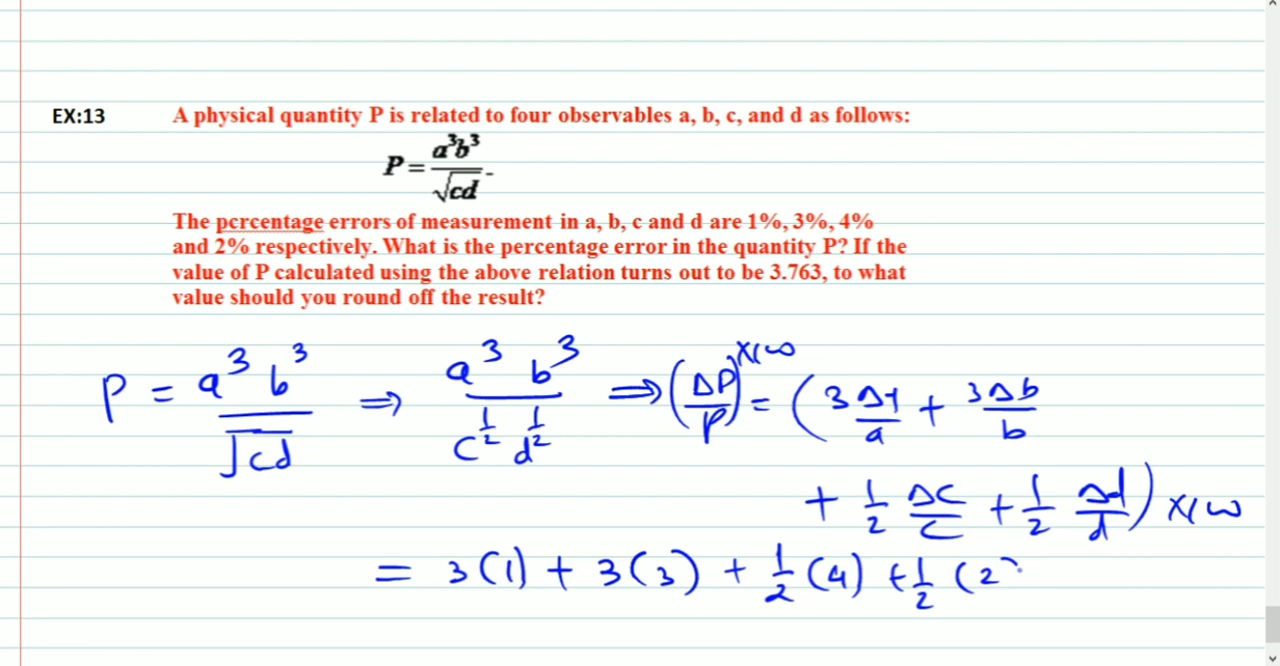 EX:13 A physical quantity P is related to four observables a, b, c, and d as follows:
P = a³b³ / √cd .
The percentage errors of measurement in a, b, c and d are 1%, 3%, 4%
and 2% respectively. What is the percentage error in the quantity P? If the
value of P calculated using the above relation turns out to be 3.763, to what
value should you round off the result?
P = a³ b³ / √cd ⇒ a³ b³ / c^½ d^½ ⇒ (ΔP/P) ×100 = (3 Δa/a + 3Δb/b
+ ½ Δc/c + ½ Δd/d) ×100
= 3(1) + 3(3) + ½ (4) + ½ (2)